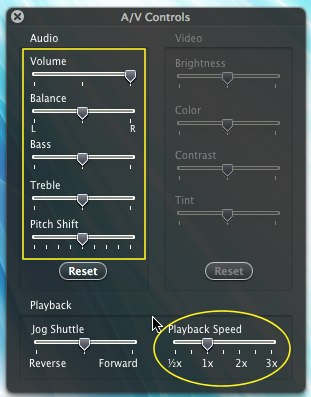 A/V Controls
Audio
Volume
Balance
L R
Bass
Treble
Pitch Shift
Reset
Video
Brightness
Color
Contrast
Tint
Reset
Playback
Jog Shuttle
Reverse Forward
Playback Speed
½x 1x 2x 3x